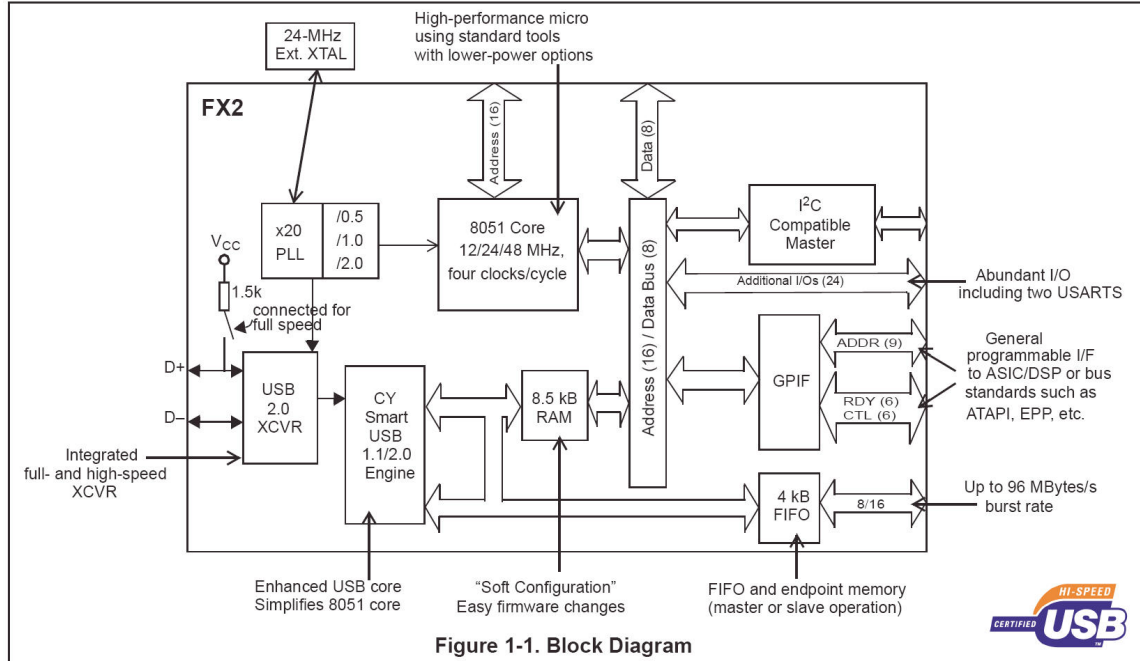 High-performance micro
using standard tools
with lower-power options
24-MHz
Ext. XTAL
FX2
Address (16)
Data (8)
x20
PLL
/0.5
/1.0
/2.0
8051 Core
12/24/48 MHz,
four clocks/cycle
Address (16) / Data Bus (8)
I2C
Compatible
Master
Additional I/Os (24)
Abundant I/O
including two USARTS
VCC
1.5k
connected for
full speed
D+
D–
USB
2.0
XCVR
CY
Smart
USB
1.1/2.0
Engine
8.5 kB
RAM
GPIF
ADDR (9)
RDY (6)
CTL (6)
General
programmable I/F
to ASIC/DSP or bus
standards such as
ATAPI, EPP, etc.
Integrated
full- and high-speed
XCVR
4 kB
FIFO
8/16
Up to 96 MBytes/s
burst rate
Enhanced USB core
Simplifies 8051 core
“Soft Configuration”
Easy firmware changes
FIFO and endpoint memory
(master or slave operation)
HI-SPEED
CERTIFIED
USB
TM
Figure 1-1. Block Diagram